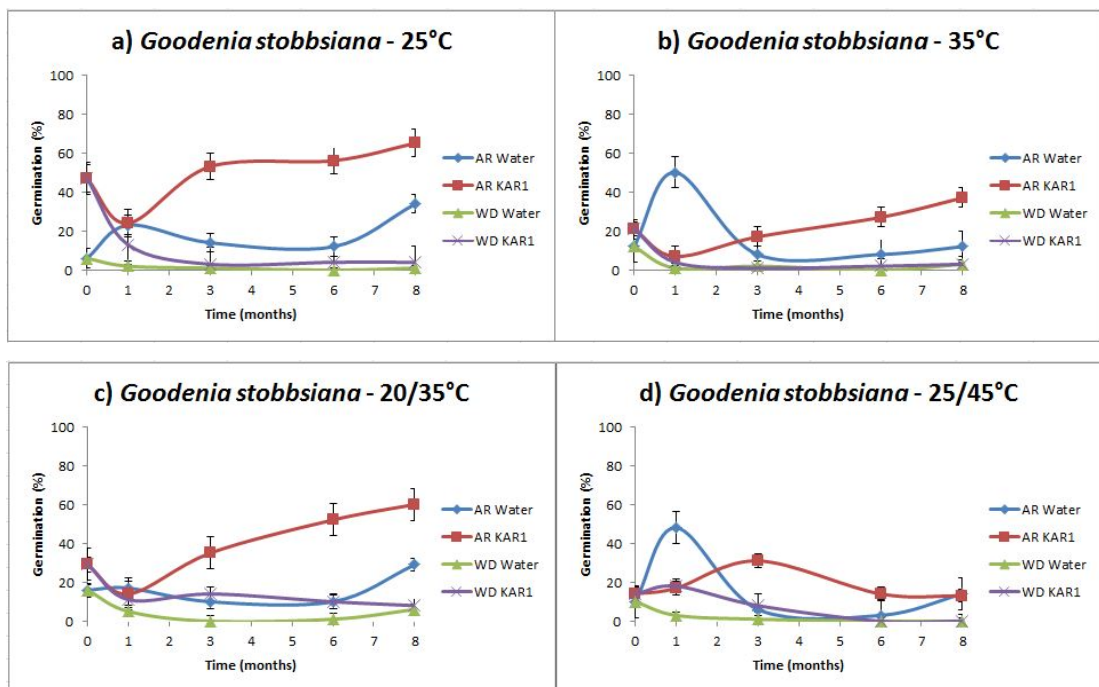 a) Goodenia stobbsiana - 25°C
100
80
60
40
20
0
Germination (%)
0 1 2 3 4 5 6 7 8
Time (months)
AR Water
AR KAR1
WD Water
WD KAR1
b) Goodenia stobbsiana - 35°C
100
80
60
40
20
0
Germination (%)
0 1 2 3 4 5 6 7 8
Time (months)
AR Water
AR KAR1
WD Water
WD KAR1
c) Goodenia stobbsiana - 20/35°C
100
80
60
40
20
0
Germination (%)
0 1 2 3 4 5 6 7 8
Time (months)
AR Water
AR KAR1
WD Water
WD KAR1
d) Goodenia stobbsiana - 25/45°C
100
80
60
40
20
0
Germination (%)
0 1 2 3 4 5 6 7 8
Time (months)
AR Water
AR KAR1
WD Water
WD KAR1